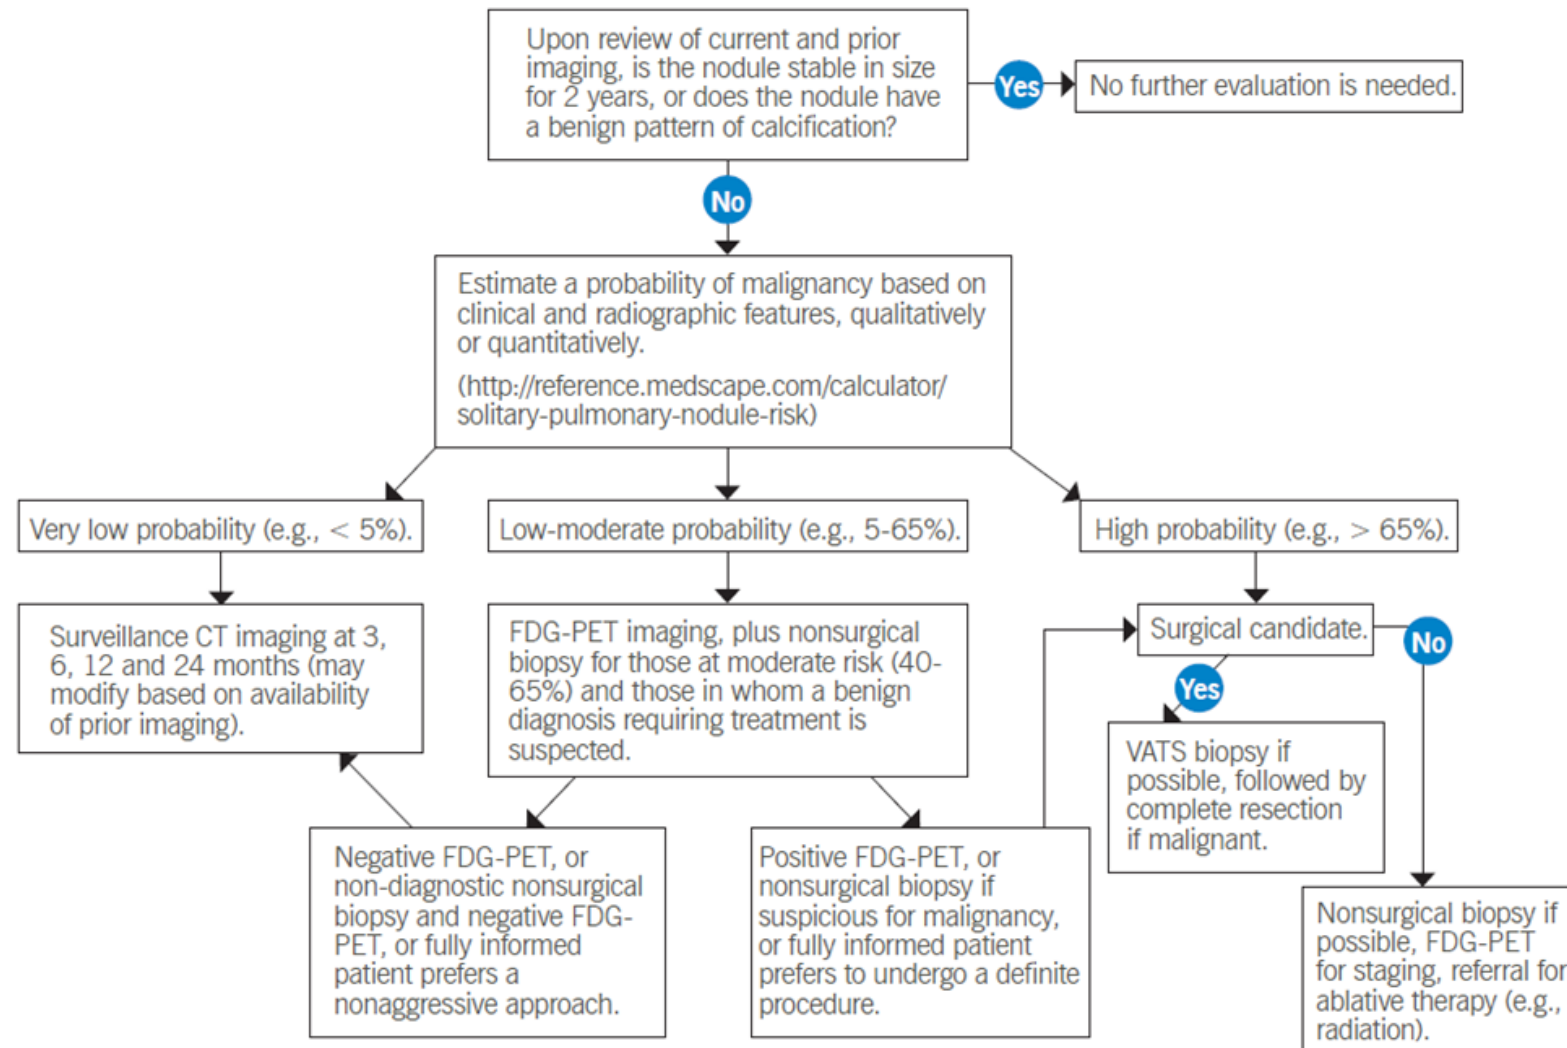 Upon review of current and prior
imaging, is the nodule stable in size
for 2 years, or does the nodule have
a benign pattern of calcification?
Yes
No further evaluation is needed.
No
Estimate a probability of malignancy based on
clinical and radiographic features, qualitatively
or quantitatively.
(http://reference.medscape.com/calculator/
solitary-pulmonary-nodule-risk)
Very low probability (e.g., < 5%).
Low-moderate probability (e.g., 5-65%).
High probability (e.g., > 65%).
Surveillance CT imaging at 3,
6, 12 and 24 months (may
modify based on availability
of prior imaging).
FDG-PET imaging, plus nonsurgical
biopsy for those at moderate risk (40-
65%) and those in whom a benign
diagnosis requiring treatment is
suspected.
Surgical candidate.
No
Yes
VATS biopsy if
possible, followed by
complete resection
if malignant.
Negative FDG-PET, or
non-diagnostic nonsurgical
biopsy and negative FDG-
PET, or fully informed
patient prefers a
nonaggressive approach.
Positive FDG-PET, or
nonsurgical biopsy if
suspicious for malignancy,
or fully informed patient
prefers to undergo a definite
procedure.
Nonsurgical biopsy if
possible, FDG-PET
for staging, referral for
ablative therapy (e.g.,
radiation).